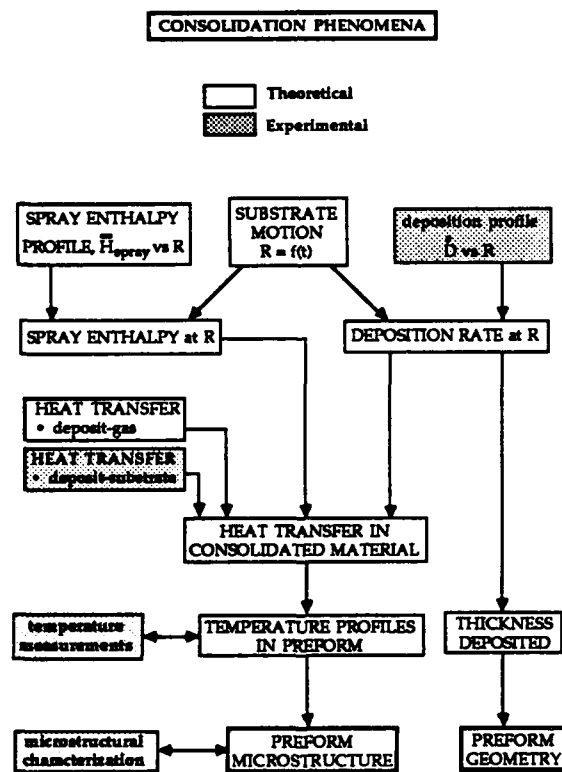 CONSOLIDATION PHENOMENA
Theoretical
Experimental
SPRAY ENTHALPY
PROFILE, H̅spray vs R
SUBSTRATE
MOTION
R = f(t)
deposition profile
Ḋ vs R
SPRAY ENTHALPY at R
DEPOSITION RATE at R
HEAT TRANSFER
• deposit-gas
HEAT TRANSFER
• deposit-substrate
HEAT TRANSFER IN
CONSOLIDATED MATERIAL
temperature
measurements
TEMPERATURE PROFILES
IN PREFORM
THICKNESS
DEPOSITED
microstructural
characterization
PREFORM
MICROSTRUCTURE
PREFORM
GEOMETRY